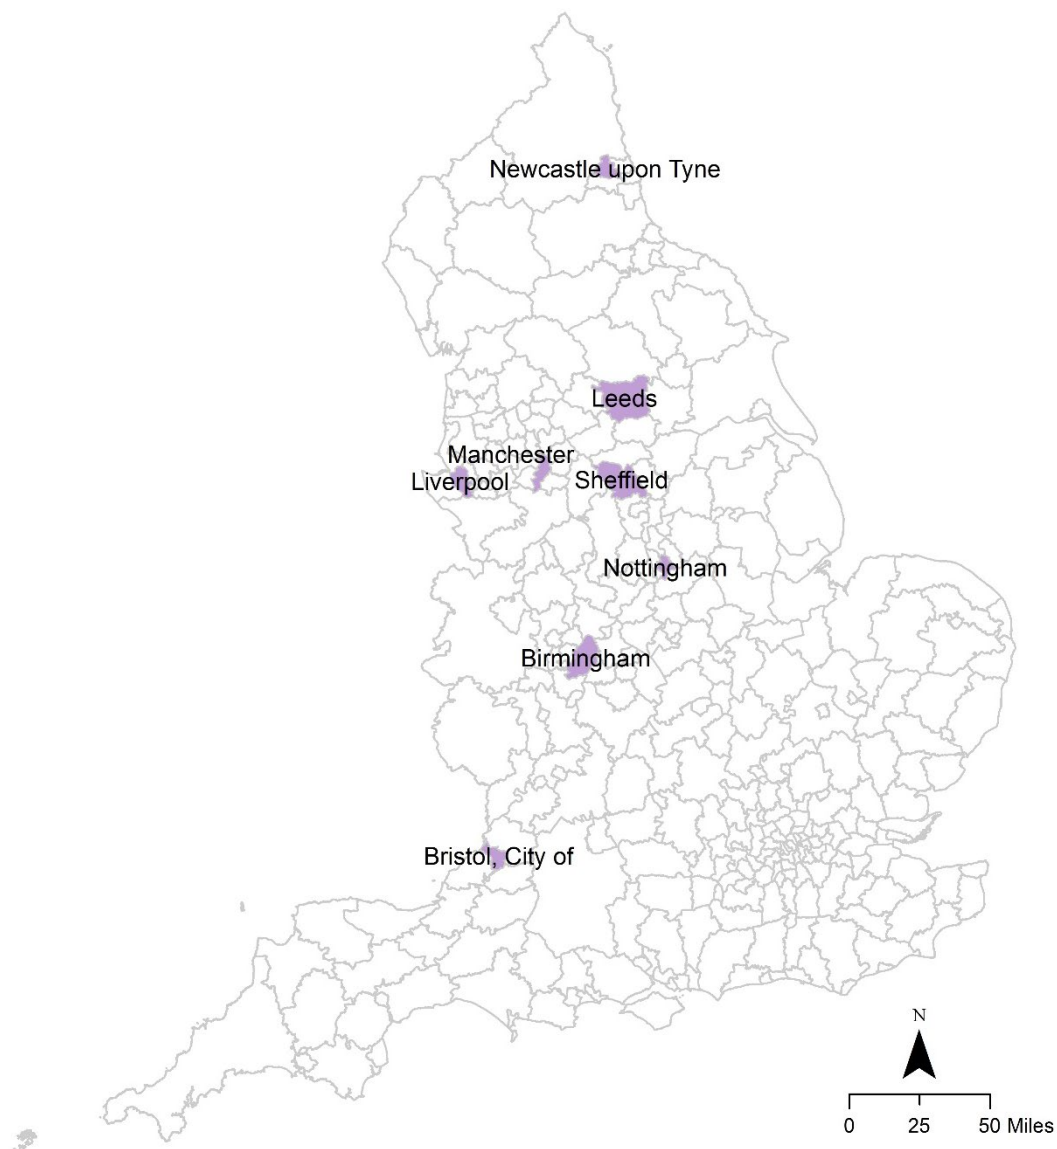 Newcastle upon Tyne
Leeds
Manchester
Liverpool
Sheffield
Nottingham
Birmingham
Bristol, City of
N
0 25 50 Miles